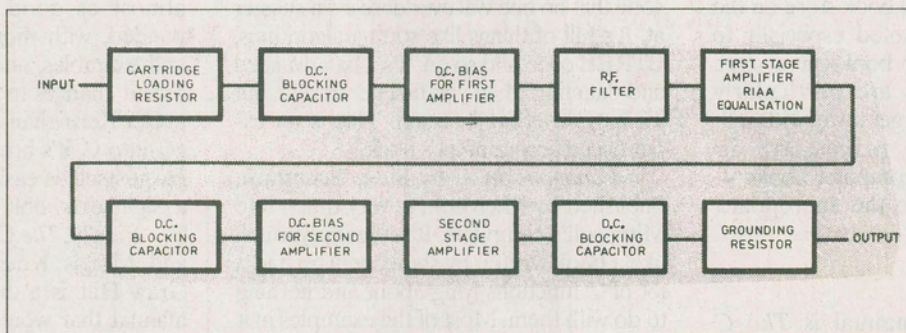 INPUT
CARTRIDGE
LOADING
RESISTOR
D.C.
BLOCKING
CAPACITOR
D.C. BIAS
FOR FIRST
AMPLIFIER
R.F.
FILTER
FIRST STAGE
AMPLIFIER
RIAA
EQUALISATION
D.C.
BLOCKING
CAPACITOR
D.C. BIAS
FOR SECOND
AMPLIFIER
SECOND
STAGE
AMPLIFIER
D.C.
BLOCKING
CAPACITOR
GROUNDING
RESISTOR
OUTPUT